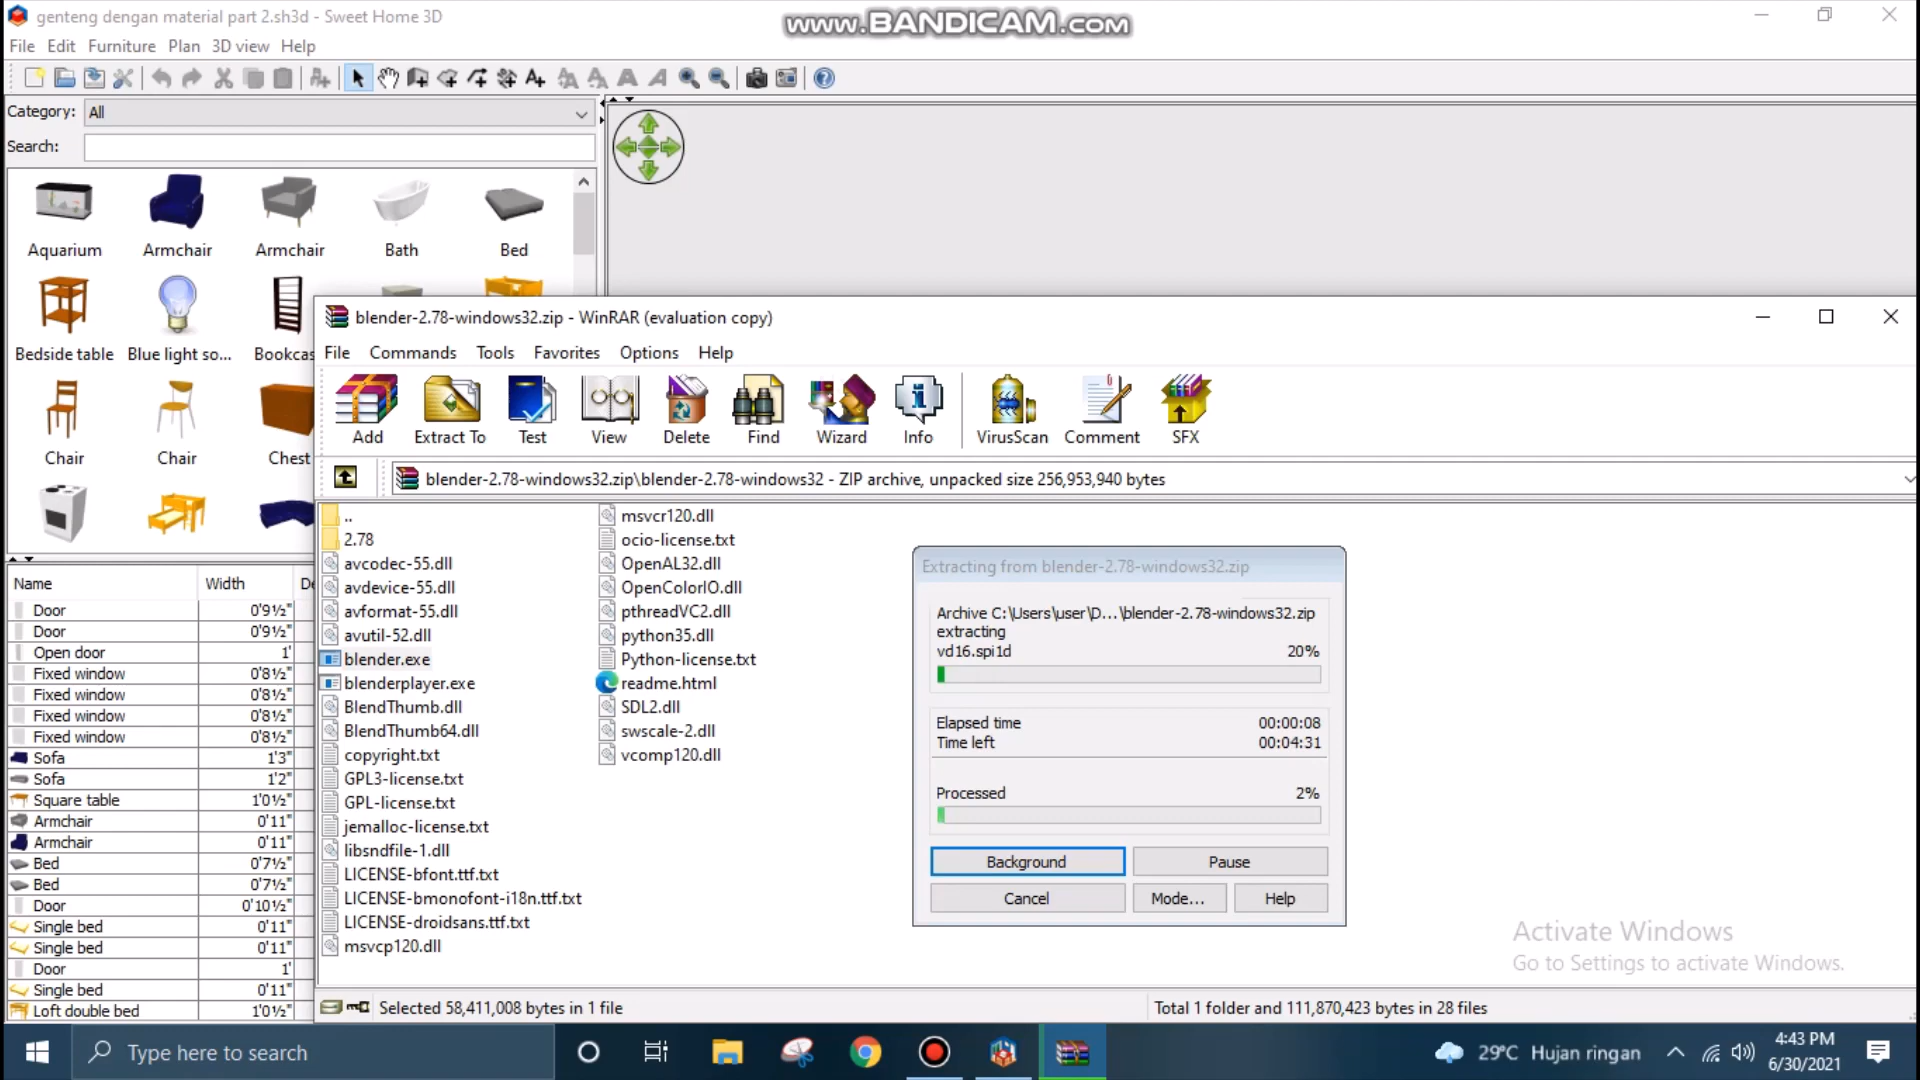 genteng dengan material part 2.sh3d - Sweet Home 3D
www.BANDICAM.com
File Edit Furniture Plan 3D view Help
Category: All
Search:
Aquarium Armchair Armchair Bath Bed
Bedside table Blue light so... Bookcas
Chair Chair Chest
Name Width De
Door 0'9½"
Door 0'9½"
Open door 1'
Fixed window 0'8½"
Fixed window 0'8½"
Fixed window 0'8½"
Fixed window 0'8½"
Sofa 1'3"
Sofa 1'2"
Square table 1'0½"
Armchair 0'11"
Armchair 0'11"
Bed 0'7½"
Bed 0'7½"
Door 0'10½"
Single bed 0'11"
Single bed 0'11"
Door 1'
Single bed 0'11"
Loft double bed 1'0½"
blender-2.78-windows32.zip - WinRAR (evaluation copy)
File Commands Tools Favorites Options Help
Add Extract To Test View Delete Find Wizard Info VirusScan Comment SFX
blender-2.78-windows32.zip\blender-2.78-windows32 - ZIP archive, unpacked size 256,953,940 bytes
..
2.78
avcodec-55.dll
avdevice-55.dll
avformat-55.dll
avutil-52.dll
blender.exe
blenderplayer.exe
BlendThumb.dll
BlendThumb64.dll
copyright.txt
GPL3-license.txt
GPL-license.txt
jemalloc-license.txt
libsndfile-1.dll
LICENSE-bfont.ttf.txt
LICENSE-bmonofont-i18n.ttf.txt
LICENSE-droidsans.ttf.txt
msvcp120.dll
msvcr120.dll
ocio-license.txt
OpenAL32.dll
OpenColorIO.dll
pthreadVC2.dll
python35.dll
Python-license.txt
readme.html
SDL2.dll
swscale-2.dll
vcomp120.dll
Extracting from blender-2.78-windows32.zip
Archive C:\Users\user\D...\blender-2.78-windows32.zip
extracting
vd16.spi1d 20%
Elapsed time 00:00:08
Time left 00:04:31
Processed 2%
Background Pause
Cancel Mode... Help
Activate Windows
Go to Settings to activate Windows.
Selected 58,411,008 bytes in 1 file
Total 1 folder and 111,870,423 bytes in 28 files
Type here to search
29°C Hujan ringan
4:43 PM
6/30/2021